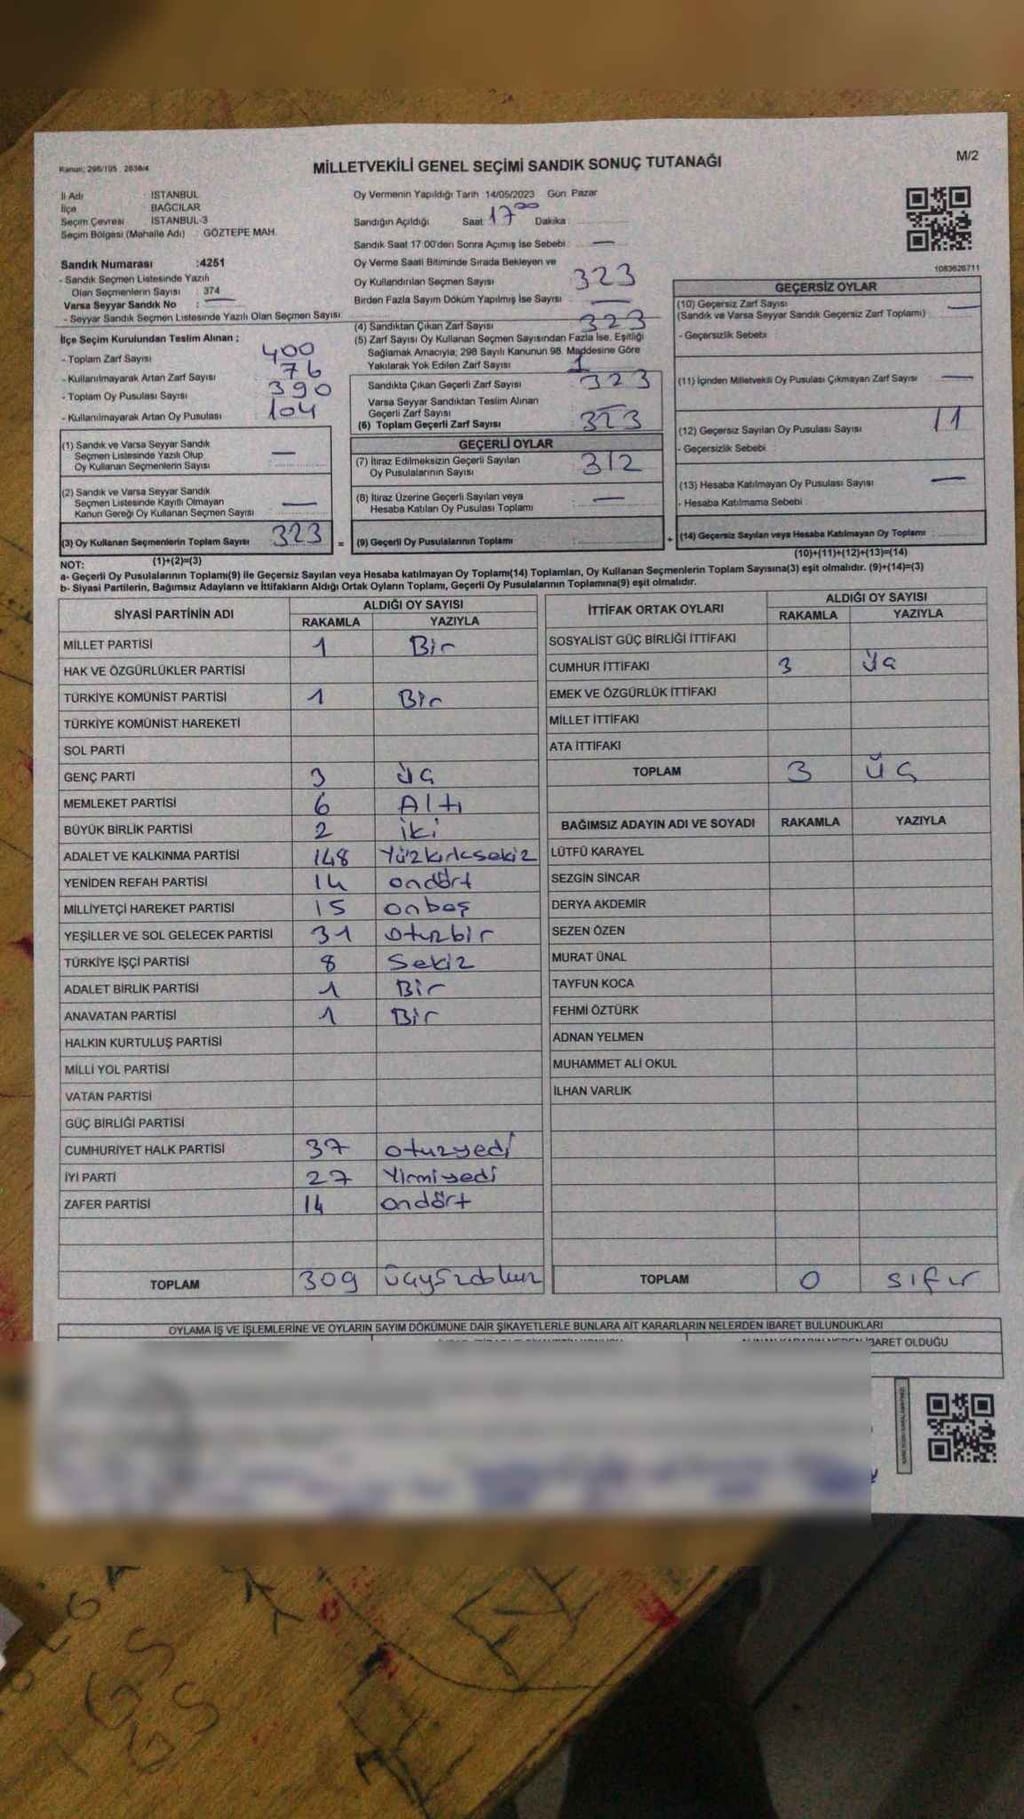 Kanun: 298/105 2839/4
MİLLETVEKİLİ GENEL SEÇİMİ SANDIK SONUÇ TUTANAĞI
M/2
İl Adı : İSTANBUL
İlçe : BAĞCILAR
Seçim Çevresi : İSTANBUL-3
Seçim Bölgesi (Mahalle Adı) : GÖZTEPE MAH.
Oy Vermenin Yapıldığı Tarih 14/05/2023 Gün Pazar
Sandığın Açıldığı Saat 17 00 Dakika
Sandık Saat 17 00'den Sonra Açımış İse Sebebi : —
Sandık Numarası :4251
- Sandık Seçmen Listesinde Yazılı
Olan Seçmenlerin Sayısı : 374
Varsa Seyyar Sandık No : —
- Seyyar Sandık Seçmen Listesinde Yazılı Olan Seçmen Sayısı
Oy Verme Saati Bitiminde Sırada Bekleyen ve
Oy Kullandırılan Seçmen Sayısı 323
Birden Fazla Sayım Döküm Yapılmış İse Sayısı —
1083626711
İlçe Seçim Kurulundan Teslim Alınan ;
- Toplam Zarf Sayısı 400
- Kullanılmayarak Artan Zarf Sayısı 76
- Toplam Oy Pusulası Sayısı 390
- Kullanılmayarak Artan Oy Pusulası 104
(1) Sandık ve Varsa Seyyar Sandık
Seçmen Listesinde Yazılı Olup
Oy Kullanan Seçmenlerin Sayısı —
(2) Sandık ve Varsa Seyyar Sandık
Seçmen Listesinde Kayıtlı Olmayan
Kanun Gereği Oy Kullanan Seçmen Sayısı —
(3) Oy Kullanan Seçmenlerin Toplam Sayısı 323 =
(1)+(2)=(3)
(4) Sandıktan Çıkan Zarf Sayısı 323
(5) Zarf Sayısı Oy Kullanan Seçmen Sayısından Fazla İse, Eşitliği
Sağlamak Amacıyla; 298 Sayılı Kanunun 98. Maddesine Göre
Yakılarak Yok Edilen Zarf Sayısı 1
Sandıkta Çıkan Geçerli Zarf Sayısı 323
Varsa Seyyar Sandıktan Teslim Alınan
Geçerli Zarf Sayısı —
(6) Toplam Geçerli Zarf Sayısı 323
GEÇERLİ OYLAR
(7) İtiraz Edilmeksizin Geçerli Sayılan
Oy Pusulalarının Sayısı 312
(8) İtiraz Üzerine Geçerli Sayılan veya
Hesaba Katılan Oy Pusulası Toplamı —
(9) Geçerli Oy Pusulalarının Toplamı +
GEÇERSİZ OYLAR
(10) Geçersiz Zarf Sayısı
(Sandık ve Varsa Seyyar Sandık Geçersiz Zarf Toplamı) —
- Geçersizlik Sebebi :
(11) İçinden Milletvekili Oy Pusulası Çıkmayan Zarf Sayısı —
(12) Geçersiz Sayılan Oy Pusulası Sayısı 11
- Geçersizlik Sebebi
(13) Hesaba Katılmayan Oy Pusulası Sayısı —
- Hesaba Katılmama Sebebi
(14) Geçersiz Sayılan veya Hesaba Katılmayan Oy Toplamı
(10)+(11)+(12)+(13)=(14)
NOT:
a- Geçerli Oy Pusulalarının Toplamı(9) ile Geçersiz Sayılan veya Hesaba katılmayan Oy Toplam(14) Toplamları, Oy Kullanan Seçmenlerin Toplam Sayısına(3) eşit olmalıdır. (9)+(14)=(3)
b- Siyasi Partilerin, Bağımsız Adayların ve İttifakların Aldığı Ortak Oyların Toplamı, Geçerli Oy Pusulalarının Toplamına(9) eşit olmalıdır.
SİYASİ PARTİNİN ADI ALDIĞI OY SAYISI
RAKAMLA YAZIYLA
MİLLET PARTİSİ 1 Bir
HAK VE ÖZGÜRLÜKLER PARTİSİ
TÜRKİYE KOMÜNİST PARTİSİ 1 Bir
TÜRKİYE KOMÜNİST HAREKETİ
SOL PARTİ
GENÇ PARTİ 3 üç
MEMLEKET PARTİSİ 6 Altı
BÜYÜK BİRLİK PARTİSİ 2 iki
ADALET VE KALKINMA PARTİSİ 148 Yüzkırksekiz
YENİDEN REFAH PARTİSİ 14 ondört
MİLLİYETÇİ HAREKET PARTİSİ 15 onbeş
YEŞİLLER VE SOL GELECEK PARTİSİ 31 otuzbir
TÜRKİYE İŞÇİ PARTİSİ 8 Sekiz
ADALET BİRLİK PARTİSİ 1 Bir
ANAVATAN PARTİSİ 1 Bir
HALKIN KURTULUŞ PARTİSİ
MİLLİ YOL PARTİSİ
VATAN PARTİSİ
GÜÇ BİRLİĞİ PARTİSİ
CUMHURİYET HALK PARTİSİ 37 otuzyedi
İYİ PARTİ 27 Yirmiyedi
ZAFER PARTİSİ 14 ondört
TOPLAM 309 üçyüzdokuz
İTTİFAK ORTAK OYLARI ALDIĞI OY SAYISI
RAKAMLA YAZIYLA
SOSYALİST GÜÇ BİRLİĞİ İTTİFAKI
CUMHUR İTTİFAKI 3 üç
EMEK VE ÖZGÜRLÜK İTTİFAKI
MİLLET İTTİFAKI
ATA İTTİFAKI
TOPLAM 3 üç
BAĞIMSIZ ADAYIN ADI VE SOYADI RAKAMLA YAZIYLA
LÜTFÜ KARAYEL
SEZGİN SİNCAR
DERYA AKDEMİR
SEZEN ÖZEN
MURAT ÜNAL
TAYFUN KOCA
FEHMİ ÖZTÜRK
ADNAN YELMEN
MUHAMMET ALİ OKUL
İLHAN VARLIK
TOPLAM 0 sıfır
OYLAMA İŞ VE İŞLEMLERİNE VE OYLARIN SAYIM DÖKÜMÜNE DAİR ŞİKAYETLERLE BUNLARA AİT KARARLARIN NELERDEN İBARET BULUNDUKLARI
İBARET OLDUĞU